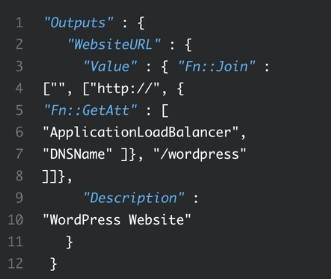 1 "Outputs" : {
2 "WebsiteURL" : {
3 "Value" : { "Fn::Join" :
4 ["", ["http://", {
5 "Fn::GetAtt" : [
6 "ApplicationLoadBalancer",
7 "DNSName" ]}, "/wordpress"
8 ]]},
9 "Description" :
10 "WordPress Website"
11 }
12 }